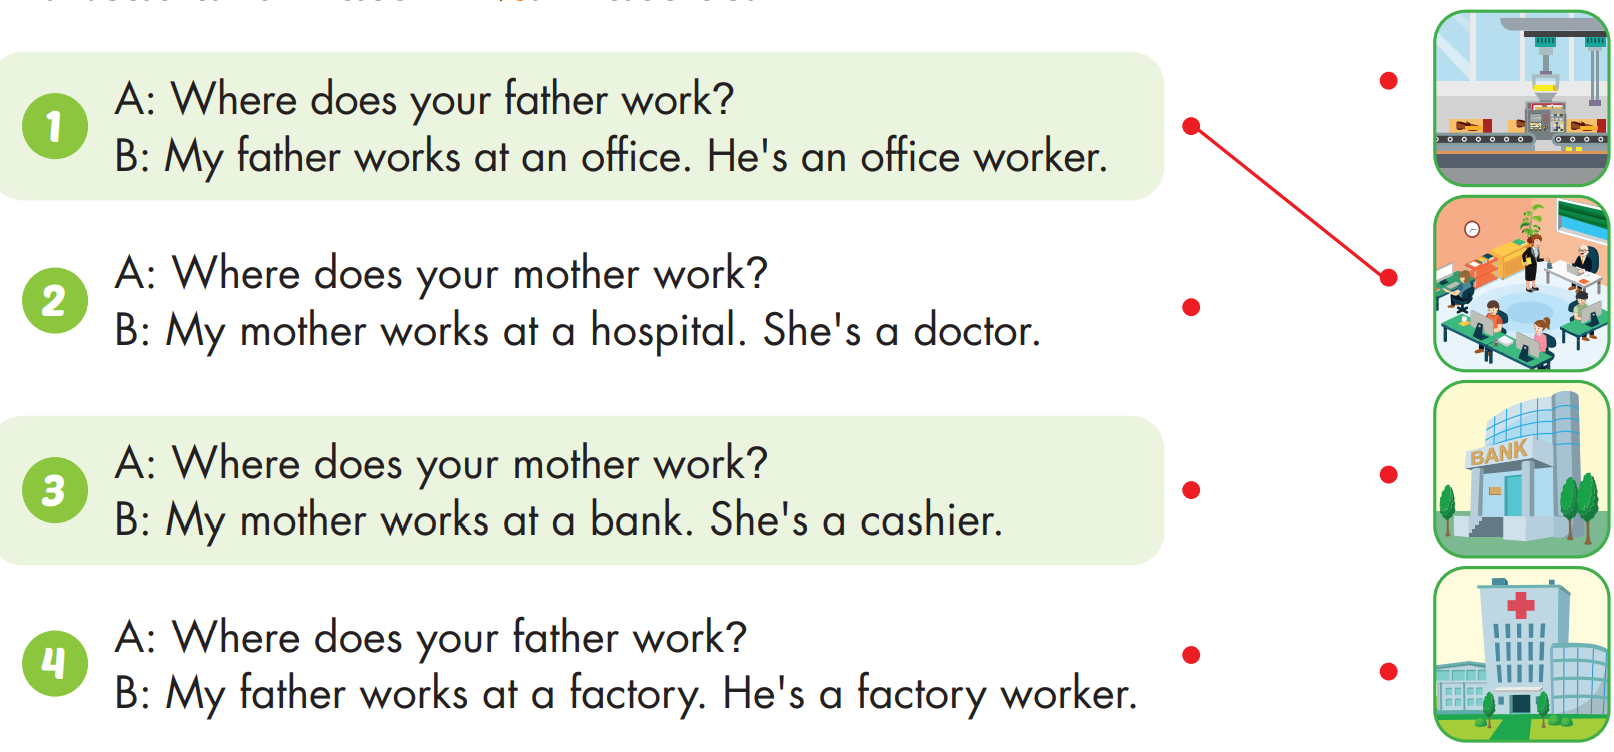 1
A: Where does your father work?
B: My father works at an office. He's an office worker.
2
A: Where does your mother work?
B: My mother works at a hospital. She's a doctor.
3
A: Where does your mother work?
B: My mother works at a bank. She's a cashier.
BANK
4
A: Where does your father work?
B: My father works at a factory. He's a factory worker.